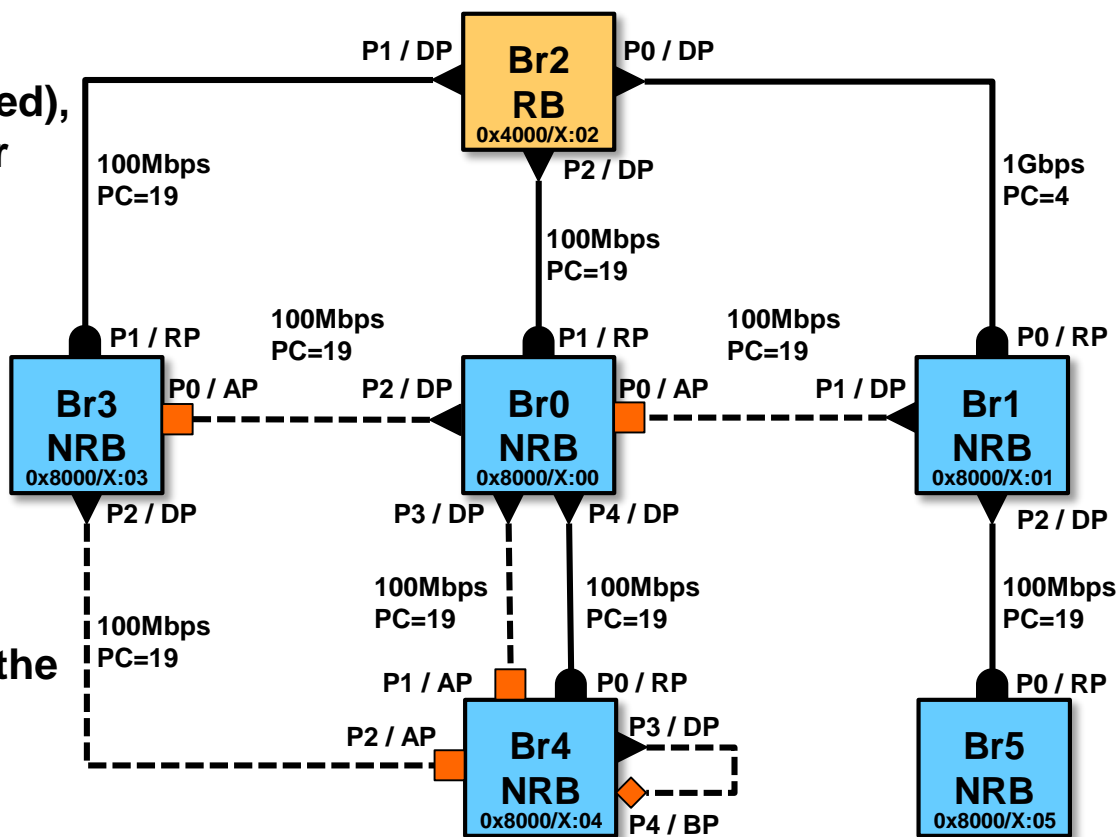 P1 / DP
Br2
RB
0x4000/X:02
P0 / DP
ed),
r
100Mbps
PC=19
P2 / DP
1Gbps
PC=4
100Mbps
PC=19
P1 / RP
100Mbps
PC=19
P1 / RP
100Mbps
PC=19
P0 / RP
Br3
NRB
0x8000/X:03
P0 / AP
P2 / DP
Br0
NRB
0x8000/X:00
P0 / AP
P1 / DP
Br1
NRB
0x8000/X:01
P2 / DP
P3 / DP
P4 / DP
P2 / DP
100Mbps
PC=19
100Mbps
PC=19
100Mbps
PC=19
100Mbps
PC=19
the
P1 / AP
P0 / RP
P0 / RP
P2 / AP
Br4
NRB
0x8000/X:04
P3 / DP
P4 / BP
Br5
NRB
0x8000/X:05